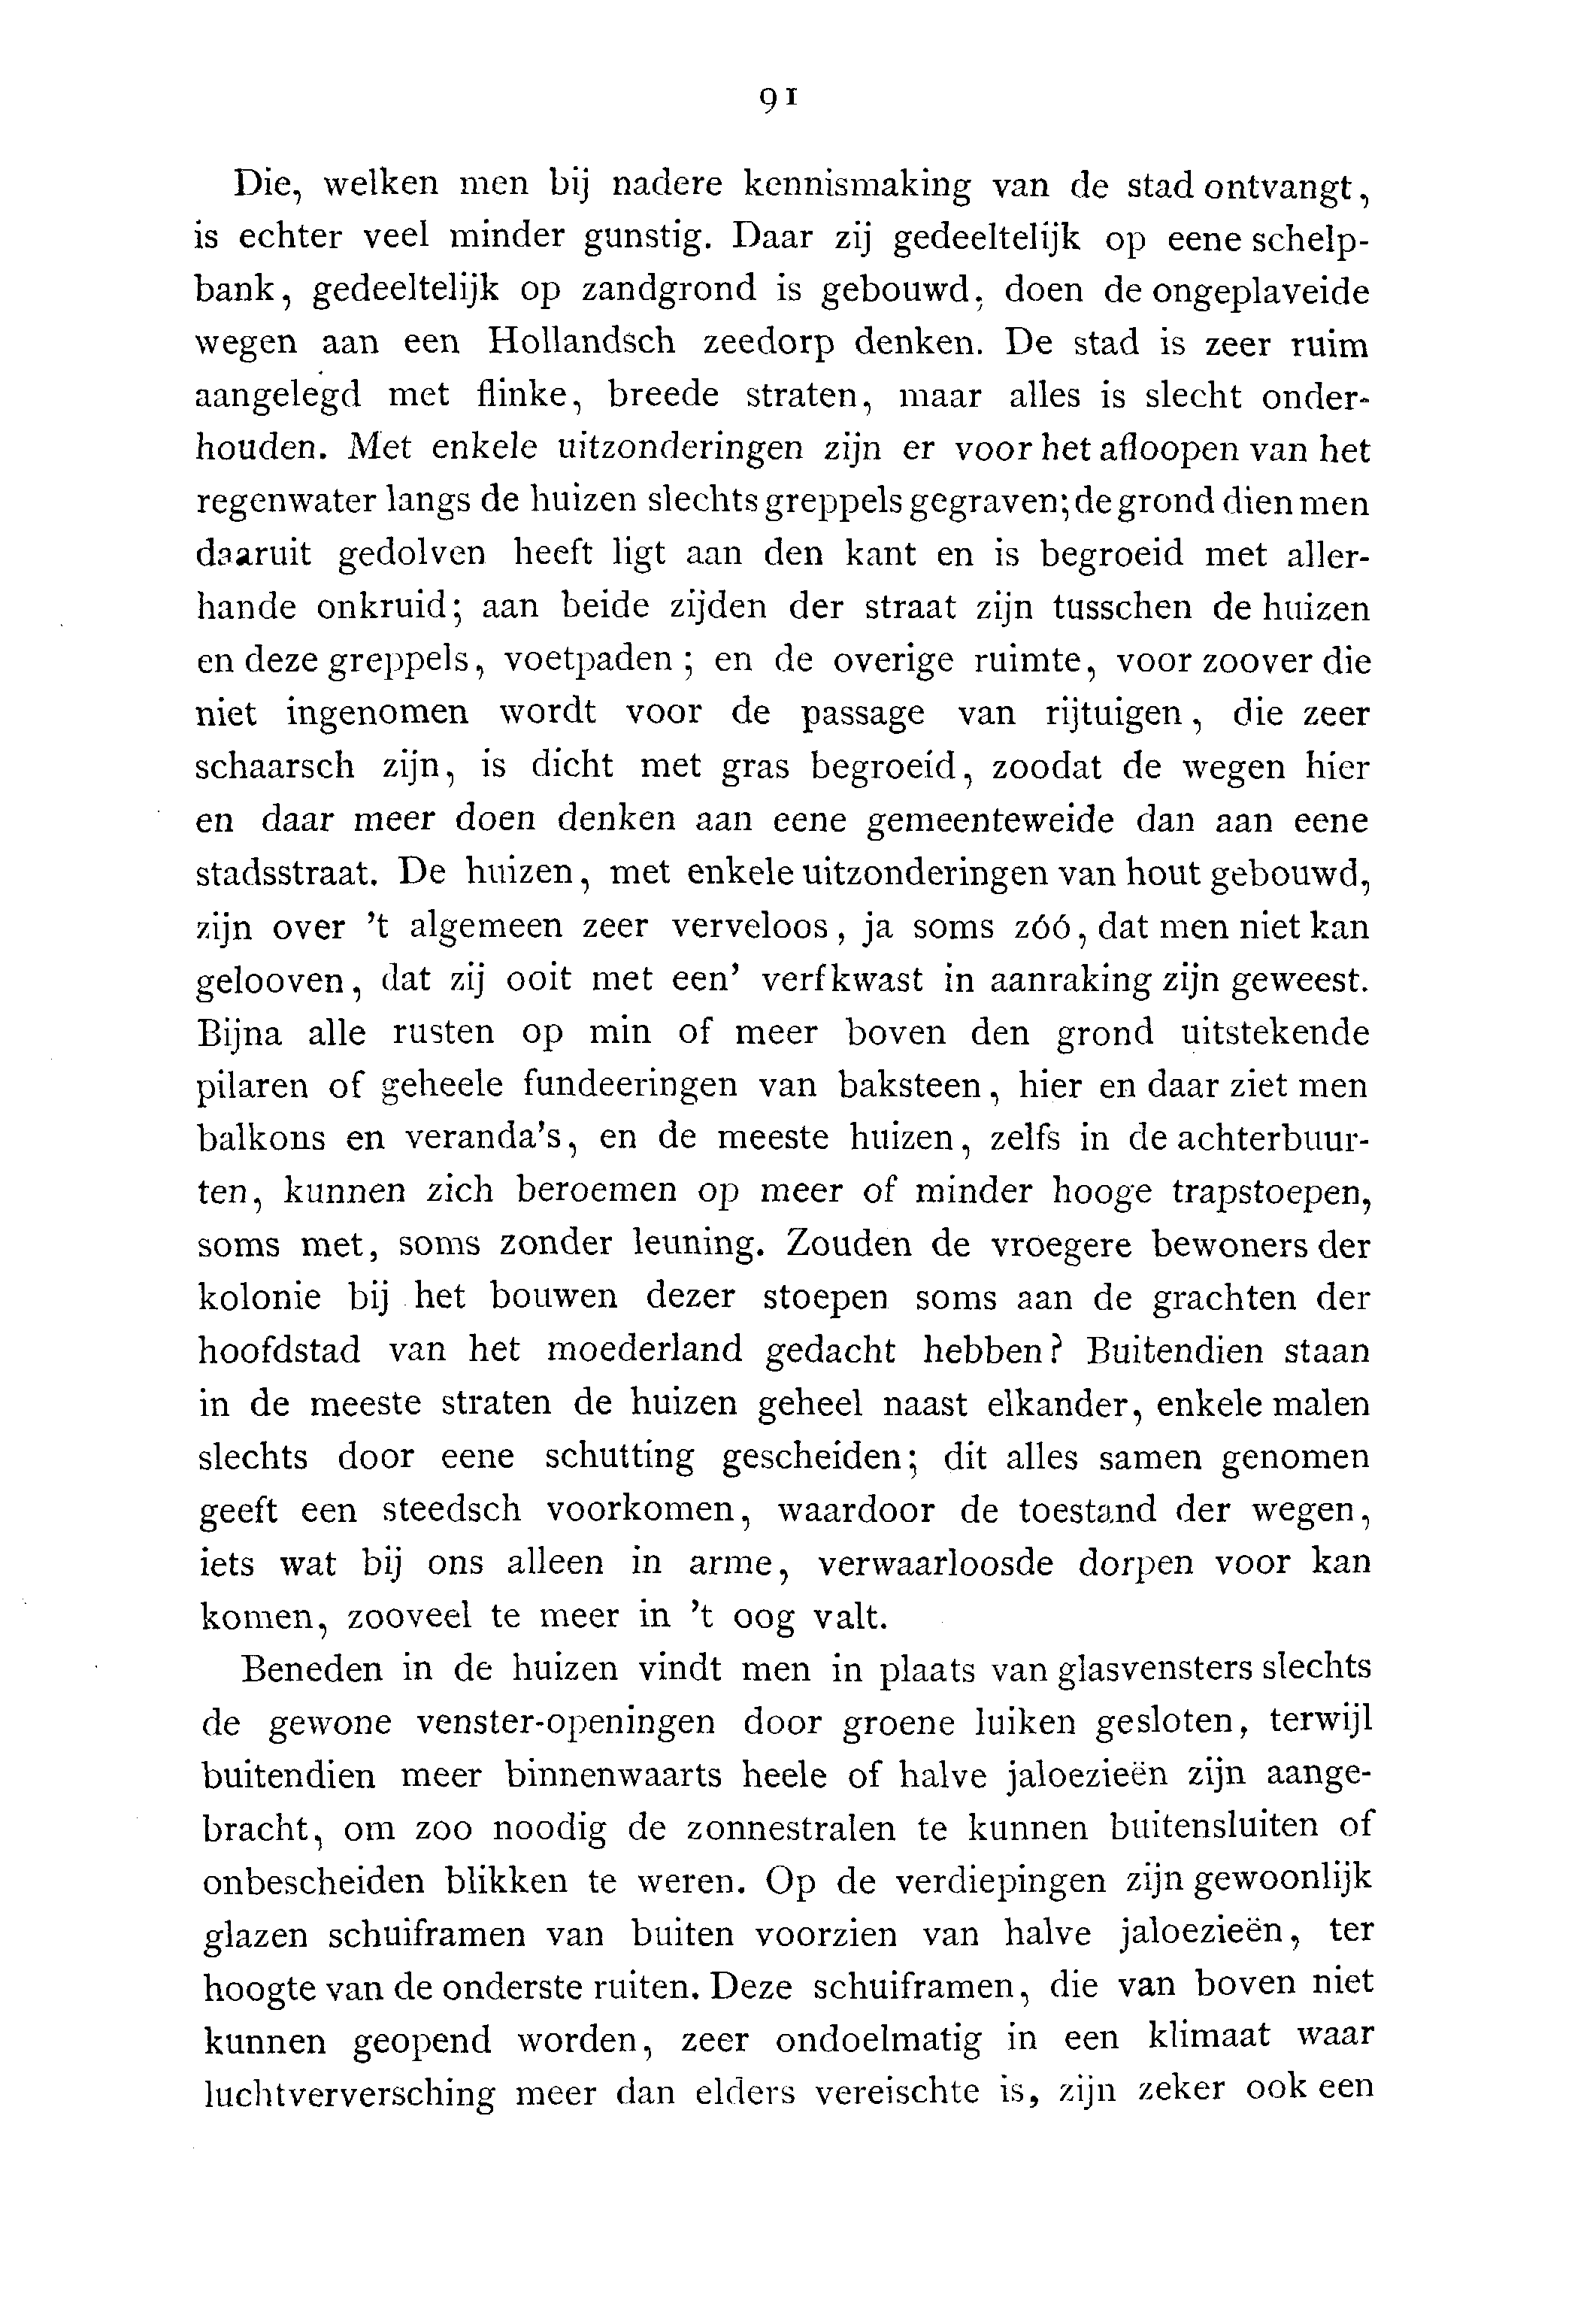 91
Die, welken men bij nadere kennismaking van de stad ontvangt,
is echter veel minder gunstig. Daar zij gedeeltelijk op eene schelp-
bank, gedeeltelijk op zandgrond is gebouwd, doen de ongeplaveide
wegen aan een Hollandsch zeedorp denken. De stad is zeer ruim
aangelegd met flinke, breede straten, maar alles is slecht onder-
houden. Met enkele uitzonderingen zijn er voor het afloopen van het
regenwater langs de huizen slechts greppels gegraven; de grond dien men
daaruit gedolven heeft ligt aan den kant en is begroeid met aller-
hande onkruid; aan beide zijden der straat zijn tusschen de huizen
en deze greppels, voetpaden; en de overige ruimte, voor zoover die
niet ingenomen wordt voor de passage van rijtuigen, die zeer
schaarsch zijn, is dicht met gras begroeid, zoodat de wegen hier
en daar meer doen denken aan eene gemeenteweide dan aan eene
stadsstraat. De huizen, met enkele uitzonderingen van hout gebouwd,
zijn over 't algemeen zeer verveloos, ja soms zóó, dat men niet kan
gelooven, dat zij ooit met een' verfkwast in aanraking zijn geweest.
Bijna alle rusten op min of meer boven den grond uitstekende
pilaren of geheele fundeeringen van baksteen, hier en daar ziet men
balkons en veranda's, en de meeste huizen, zelfs in de achterbuur-
ten, kunnen zich beroemen op meer of minder hooge trapstoepen,
soms met, soms zonder leuning. Zouden de vroegere bewoners der
kolonie bij het bouwen dezer stoepen soms aan de grachten der
hoofdstad van het moederland gedacht hebben? Buitendien staan
in de meeste straten de huizen geheel naast elkander, enkele malen
slechts door eene schutting gescheiden; dit alles samen genomen
geeft een steedsch voorkomen, waardoor de toestand der wegen,
iets wat bij ons alleen in arme, verwaarloosde dorpen voor kan
komen, zooveel te meer in 't oog valt.
Beneden in de huizen vindt men in plaats van glasvensters slechts
de gewone venster-openingen door groene luiken gesloten, terwijl
buitendien meer binnenwaarts heele of halve jaloezieën zijn aange-
bracht, om zoo noodig de zonnestralen te kunnen buitensluiten of
onbescheiden blikken te weren. Op de verdiepingen zijn gewoonlijk
glazen schuiframen van buiten voorzien van halve jaloezieën, ter
hoogte van de onderste ruiten. Deze schuiframen, die van boven niet
kunnen geopend worden, zeer ondoelmatig in een klimaat waar
luchtverversching meer dan elders vereischte is, zijn zeker ook een